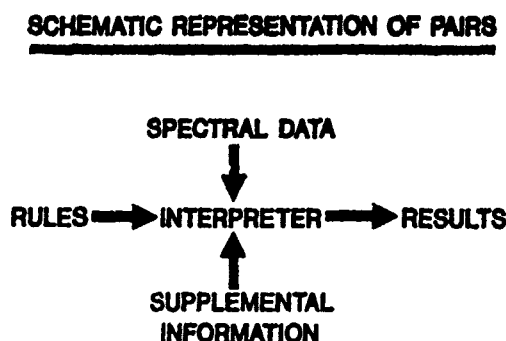 SCHEMATIC REPRESENTATION OF PAIRS
SPECTRAL DATA
RULES INTERPRETER RESULTS
SUPPLEMENTAL
INFORMATION